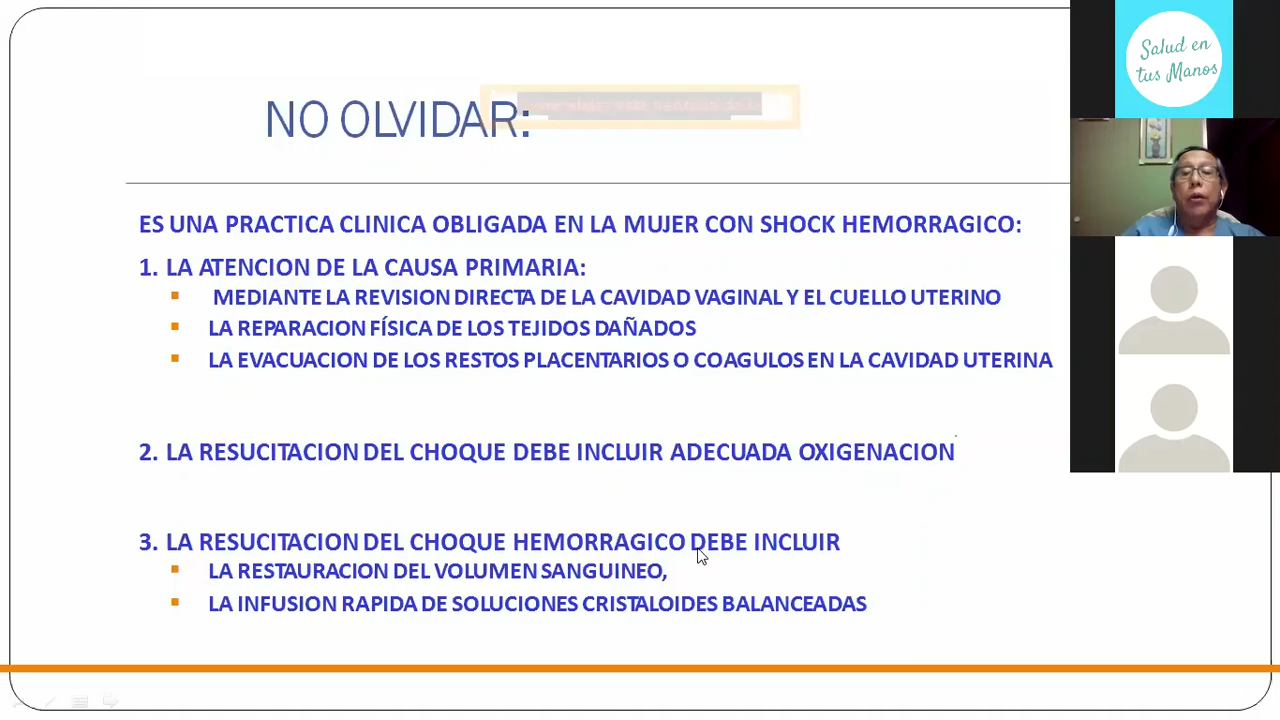 Salud en
tus Manos
NO OLVIDAR:
ES UNA PRACTICA CLINICA OBLIGADA EN LA MUJER CON SHOCK HEMORRAGICO:
1. LA ATENCION DE LA CAUSA PRIMARIA:
MEDIANTE LA REVISION DIRECTA DE LA CAVIDAD VAGINAL Y EL CUELLO UTERINO
LA REPARACION FÍSICA DE LOS TEJIDOS DAÑADOS
LA EVACUACION DE LOS RESTOS PLACENTARIOS O COAGULOS EN LA CAVIDAD UTERINA
2. LA RESUCITACION DEL CHOQUE DEBE INCLUIR ADECUADA OXIGENACION
3. LA RESUCITACION DEL CHOQUE HEMORRAGICO DEBE INCLUIR
LA RESTAURACION DEL VOLUMEN SANGUINEO,
LA INFUSION RAPIDA DE SOLUCIONES CRISTALOIDES BALANCEADAS